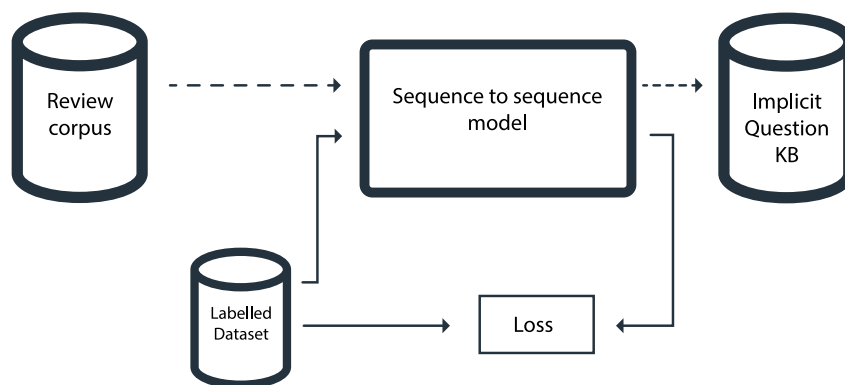 Review
corpus
Sequence to sequence
model
Implicit
Question
KB
Labelled
Dataset
Loss